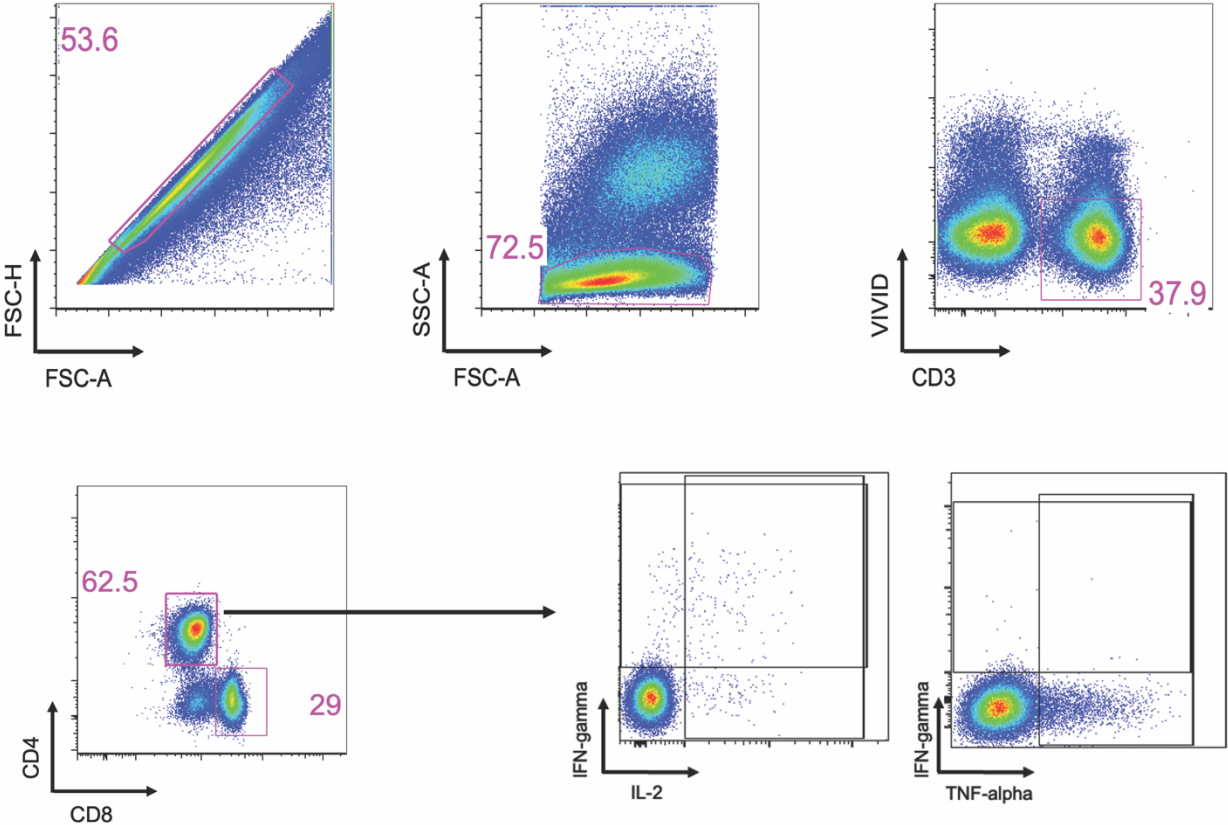 53.6
FSC-H
FSC-A
72.5
SSC-A
FSC-A
37.9
VIVID
CD3
62.5
29
CD4
CD8
IFN-gamma
IL-2
IFN-gamma
TNF-alpha